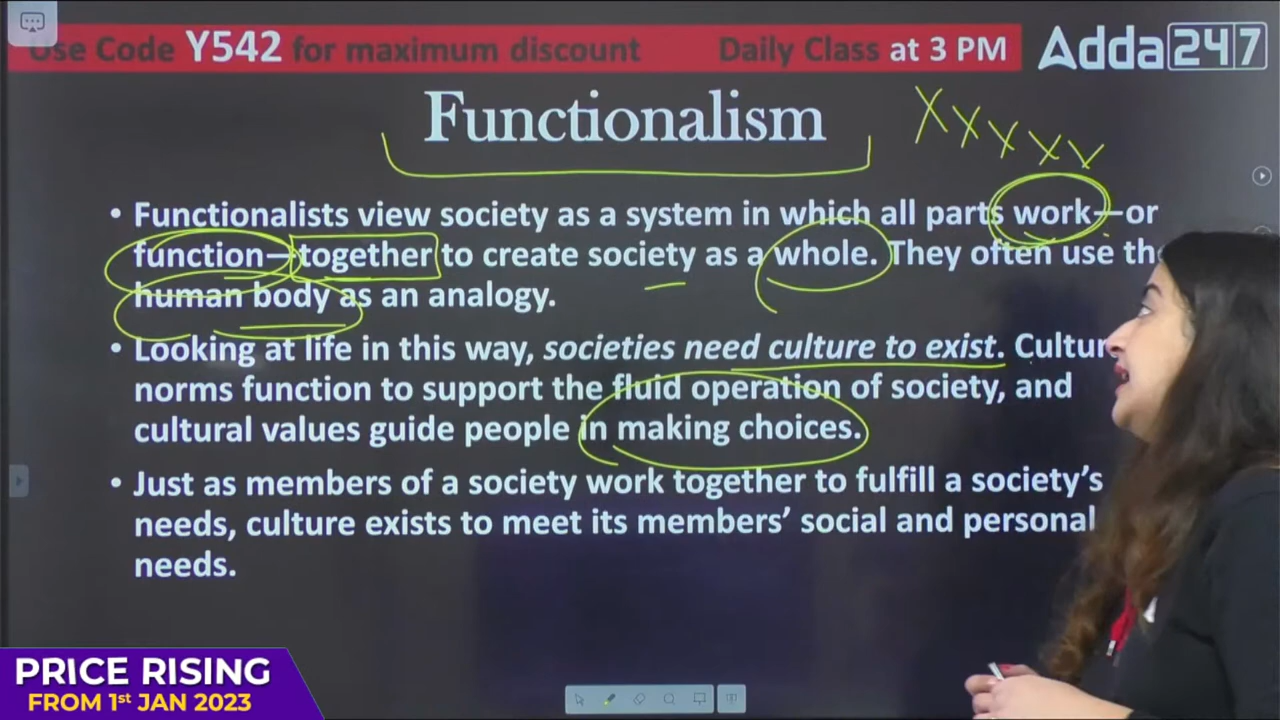 Use Code Y542 for maximum discount Daily Class at 3 PM Adda247
Functionalism
X X X X X
• Functionalists view society as a system in which all parts work—or
function—together to create society as a whole. They often use the
human body as an analogy.
• Looking at life in this way, societies need culture to exist.
norms function to support the fluid operation of society, and
cultural values guide people in making choices.
• Just as members of a society work together to fulfill a society's
needs, culture exists to meet its members' social and personal
needs.
PRICE RISING
FROM 1st JAN 2023